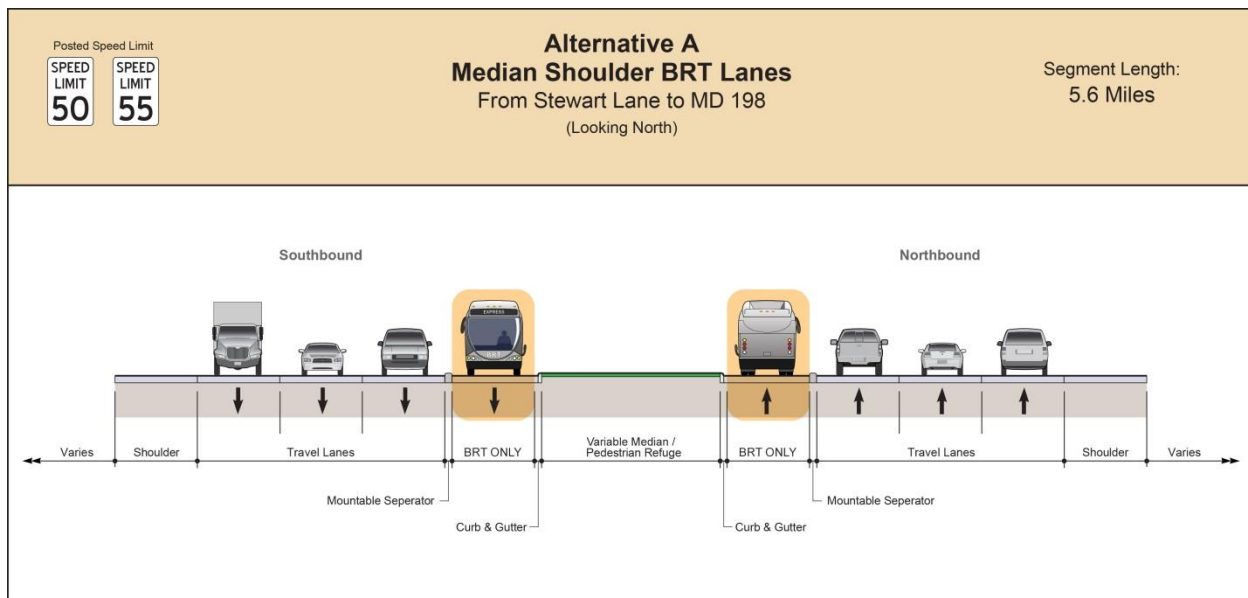 Posted Speed Limit
SPEED
LIMIT
50
SPEED
LIMIT
55
Alternative A
Median Shoulder BRT Lanes
From Stewart Lane to MD 198
(Looking North)
Segment Length:
5.6 Miles
Southbound
Northbound
EXPRESS
BRT
Varies
Shoulder
Travel Lanes
BRT ONLY
Variable Median /
Pedestrian Refuge
BRT ONLY
Travel Lanes
Shoulder
Varies
Mountable Seperator
Mountable Seperator
Curb & Gutter
Curb & Gutter